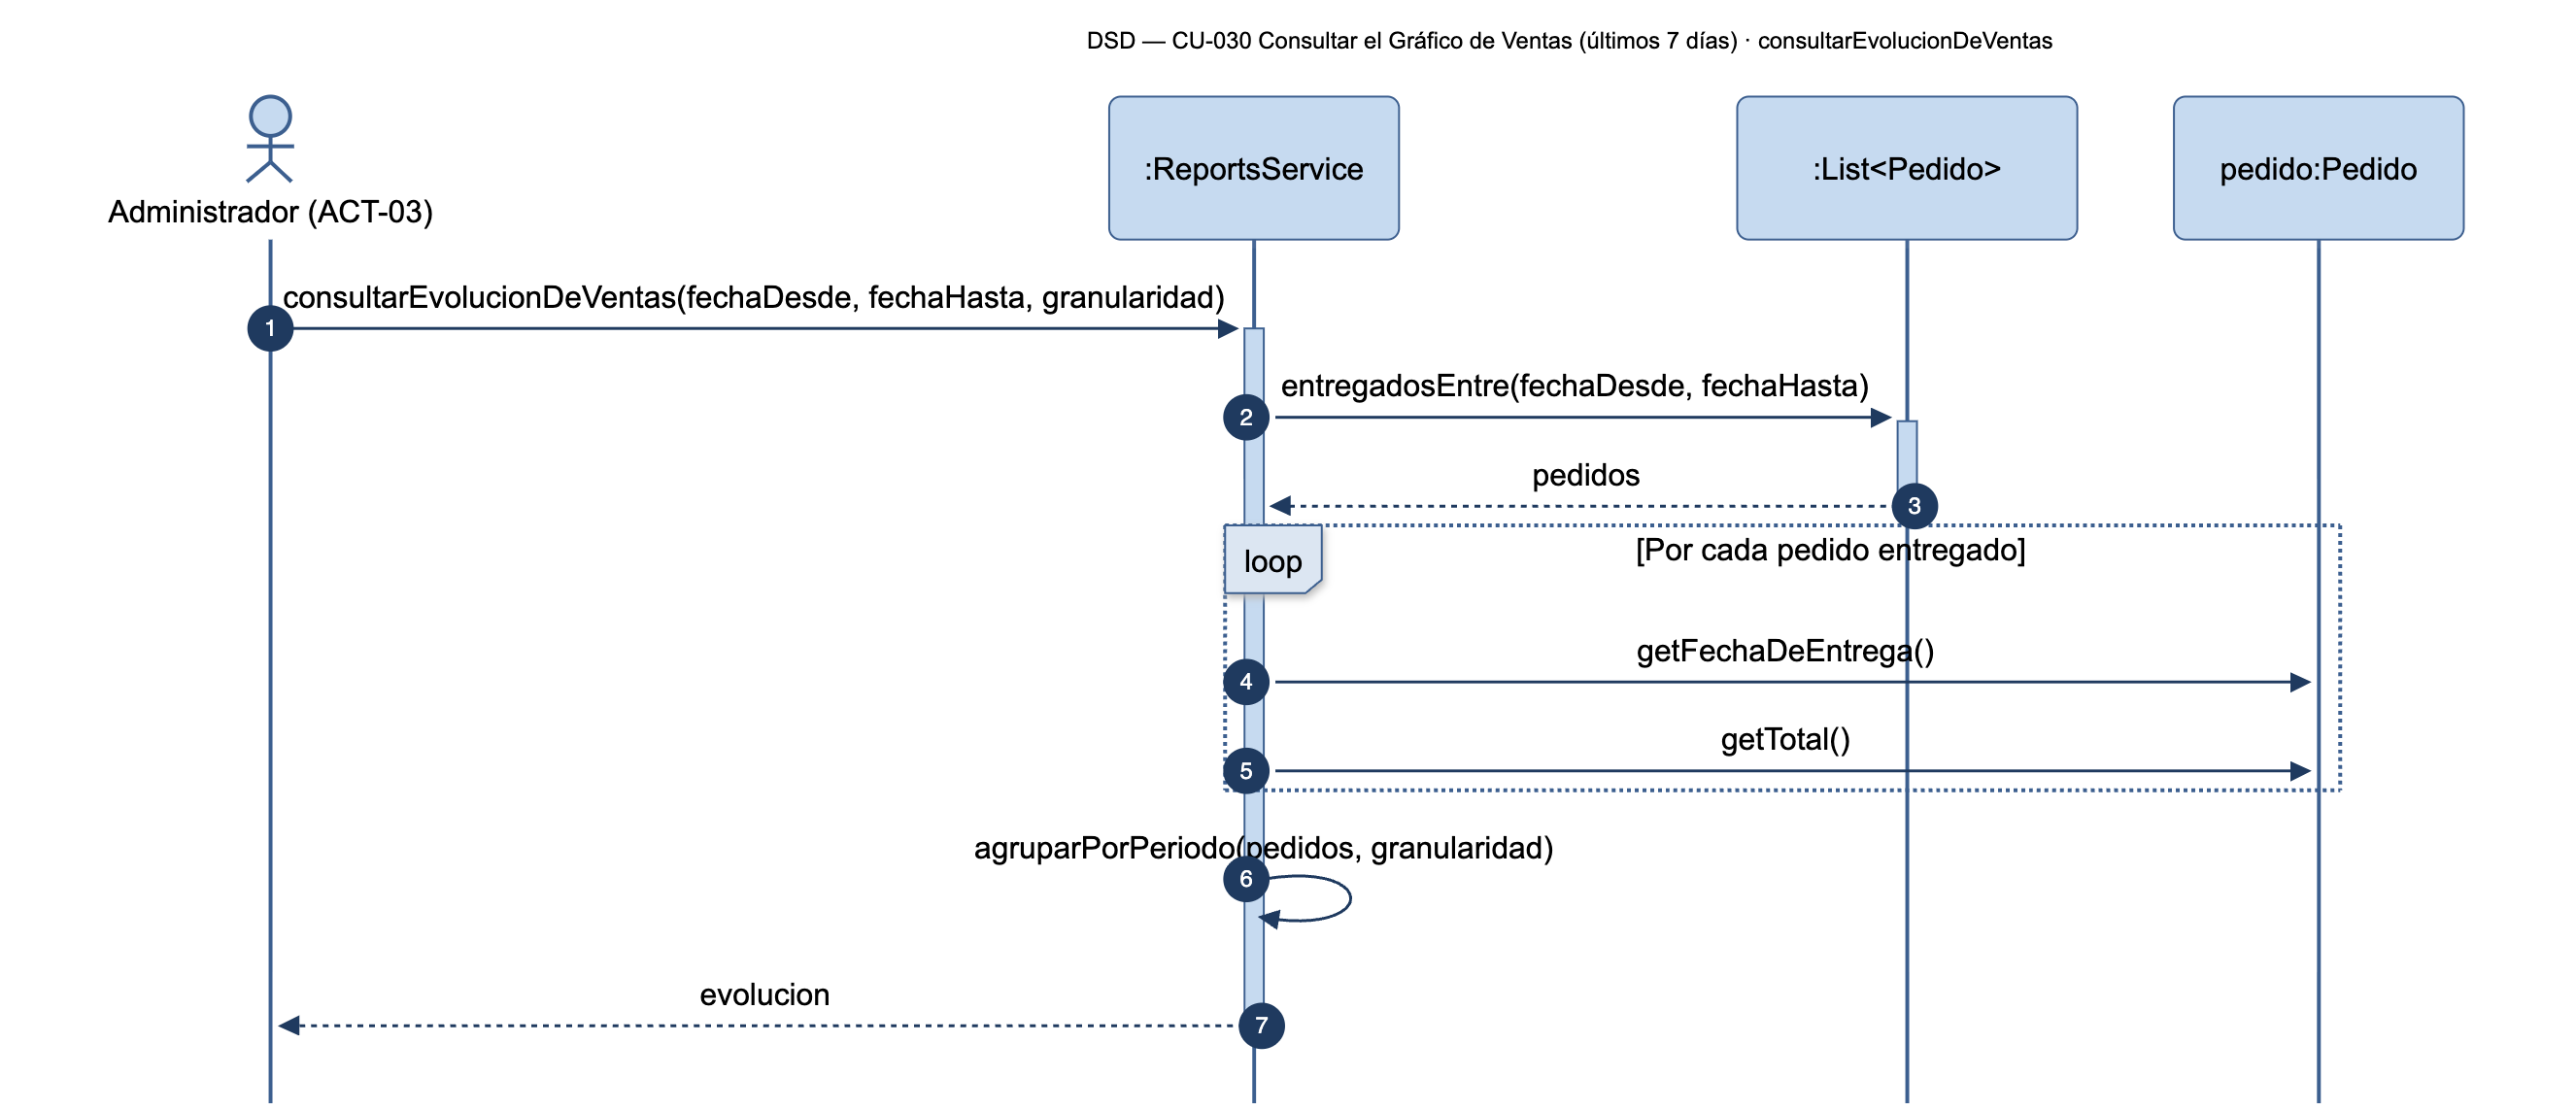 DSD — CU-030 Consultar el Gráfico de Ventas (últimos 7 días) · consultarEvolucionDeVentas
:ReportsService
:List<Pedido>
pedido:Pedido
Administrador (ACT-03)
consultarEvolucionDeVentas(fechaDesde, fechaHasta, granularidad)
1
entregadosEntre(fechaDesde, fechaHasta)
2
pedidos
3
loop
[Por cada pedido entregado]
getFechaDeEntrega()
4
getTotal()
5
agruparPorPeriodo(pedidos, granularidad)
6
evolucion
7